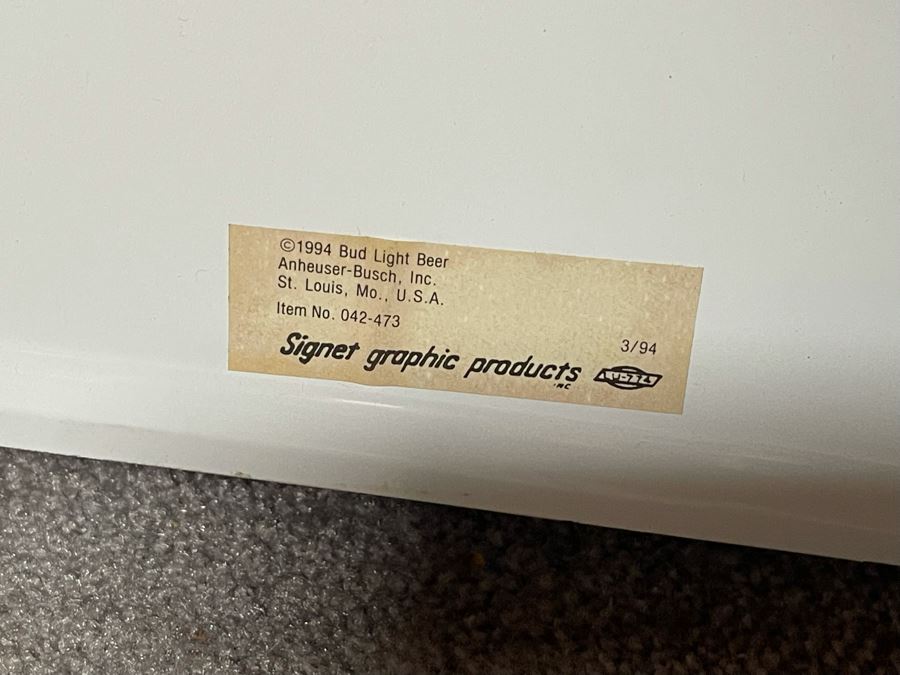 ©1994 Bud Light Beer
Anheuser-Busch, Inc.
St. Louis, Mo., U.S.A.
Item No. 042-473
3/94
Signet graphic products
INC